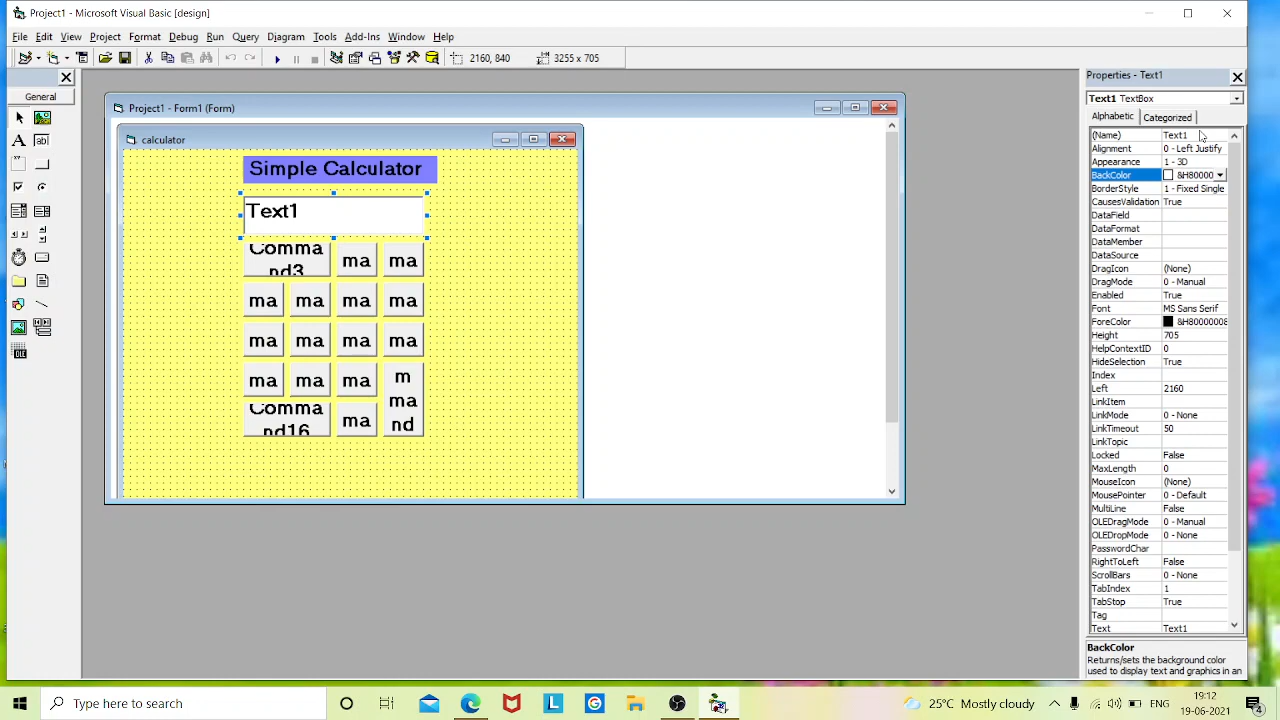 Project1 - Microsoft Visual Basic [design]
File Edit View Project Format Debug Run Query Diagram Tools Add-Ins Window Help
2160, 840 3255 x 705
General
Project1 - Form1 (Form)
calculator
Simple Calculator
Text1
Comma
nd3
ma ma
ma ma ma ma
ma ma ma ma
ma ma ma
m
ma
nd
Comma
nd16
ma
Properties - Text1
Text1 TextBox
Alphabetic Categorized
(Name) Text1
Alignment 0 - Left Justify
Appearance 1 - 3D
BackColor &H80000
BorderStyle 1 - Fixed Single
CausesValidation True
DataField
DataFormat
DataMember
DataSource
DragIcon (None)
DragMode 0 - Manual
Enabled True
Font MS Sans Serif
ForeColor &H80000008
Height 705
HelpContextID 0
HideSelection True
Index
Left 2160
LinkItem
LinkMode 0 - None
LinkTimeout 50
LinkTopic
Locked False
MaxLength 0
MouseIcon (None)
MousePointer 0 - Default
MultiLine False
OLEDragMode 0 - Manual
OLEDropMode 0 - None
PasswordChar
RightToLeft False
ScrollBars 0 - None
TabIndex 1
TabStop True
Tag
Text Text1
BackColor
Returns/sets the background color
used to display text and graphics in an
Type here to search
25°C Mostly cloudy
ENG
19:12
19-06-2021
4